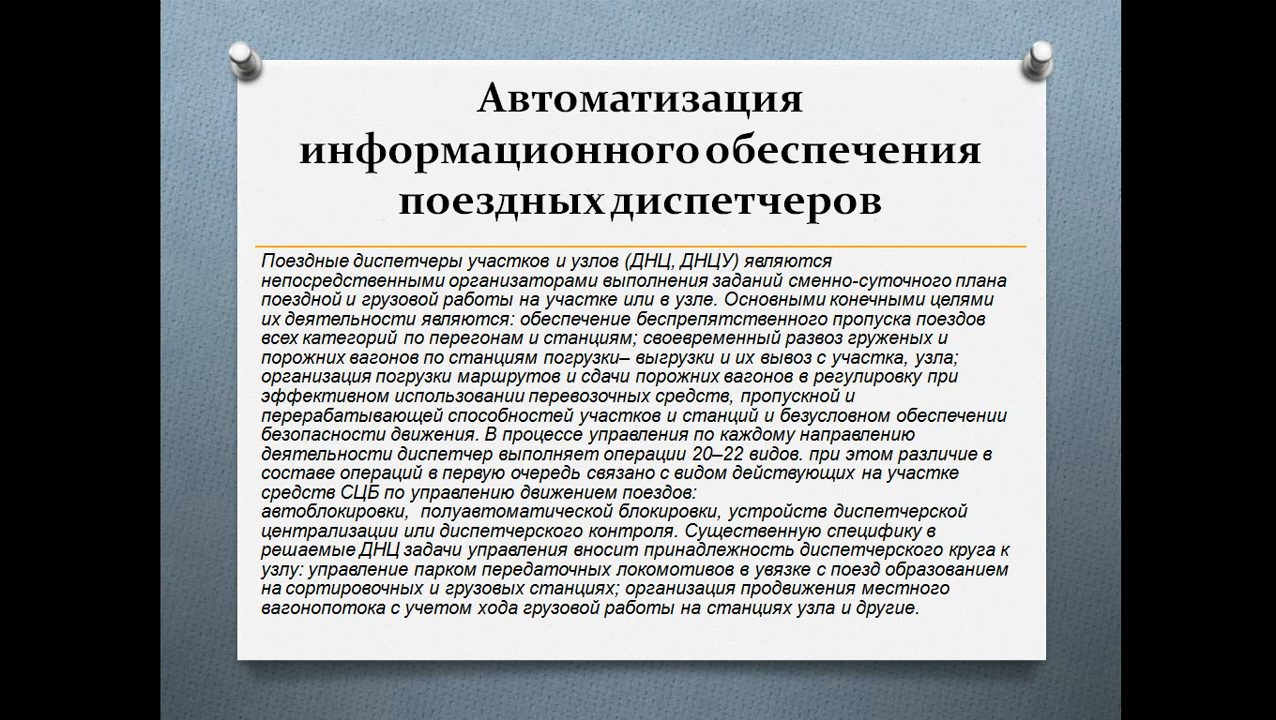 Автоматизация
информационного обеспечения
поездных диспетчеров
Поездные диспетчеры участков и узлов (ДНЦ, ДНЦУ) являются
непосредственными организаторами выполнения заданий сменно-суточного плана
поездной и грузовой работы на участке или в узле. Основными конечными целями
их деятельности являются: обеспечение беспрепятственного пропуска поездов
всех категорий по перегонам и станциям; своевременный развоз груженых и
порожних вагонов по станциям погрузки– выгрузки и их вывоз с участка, узла;
организация погрузки маршрутов и сдачи порожних вагонов в регулировку при
эффективном использовании перевозочных средств, пропускной и
перерабатывающей способностей участков и станций и безусловном обеспечении
безопасности движения. В процессе управления по каждому направлению
деятельности диспетчер выполняет операции 20–22 видов. при этом различие в
составе операций в первую очередь связано с видом действующих на участке
средств СЦБ по управлению движением поездов:
автоблокировки, полуавтоматической блокировки, устройств диспетчерской
централизации или диспетчерского контроля. Существенную специфику в
решаемые ДНЦ задачи управления вносит принадлежность диспетчерского круга к
узлу: управление парком передаточных локомотивов в увязке с поезд образованием
на сортировочных и грузовых станциях; организация продвижения местного
вагонопотока с учетом хода грузовой работы на станциях узла и другие.